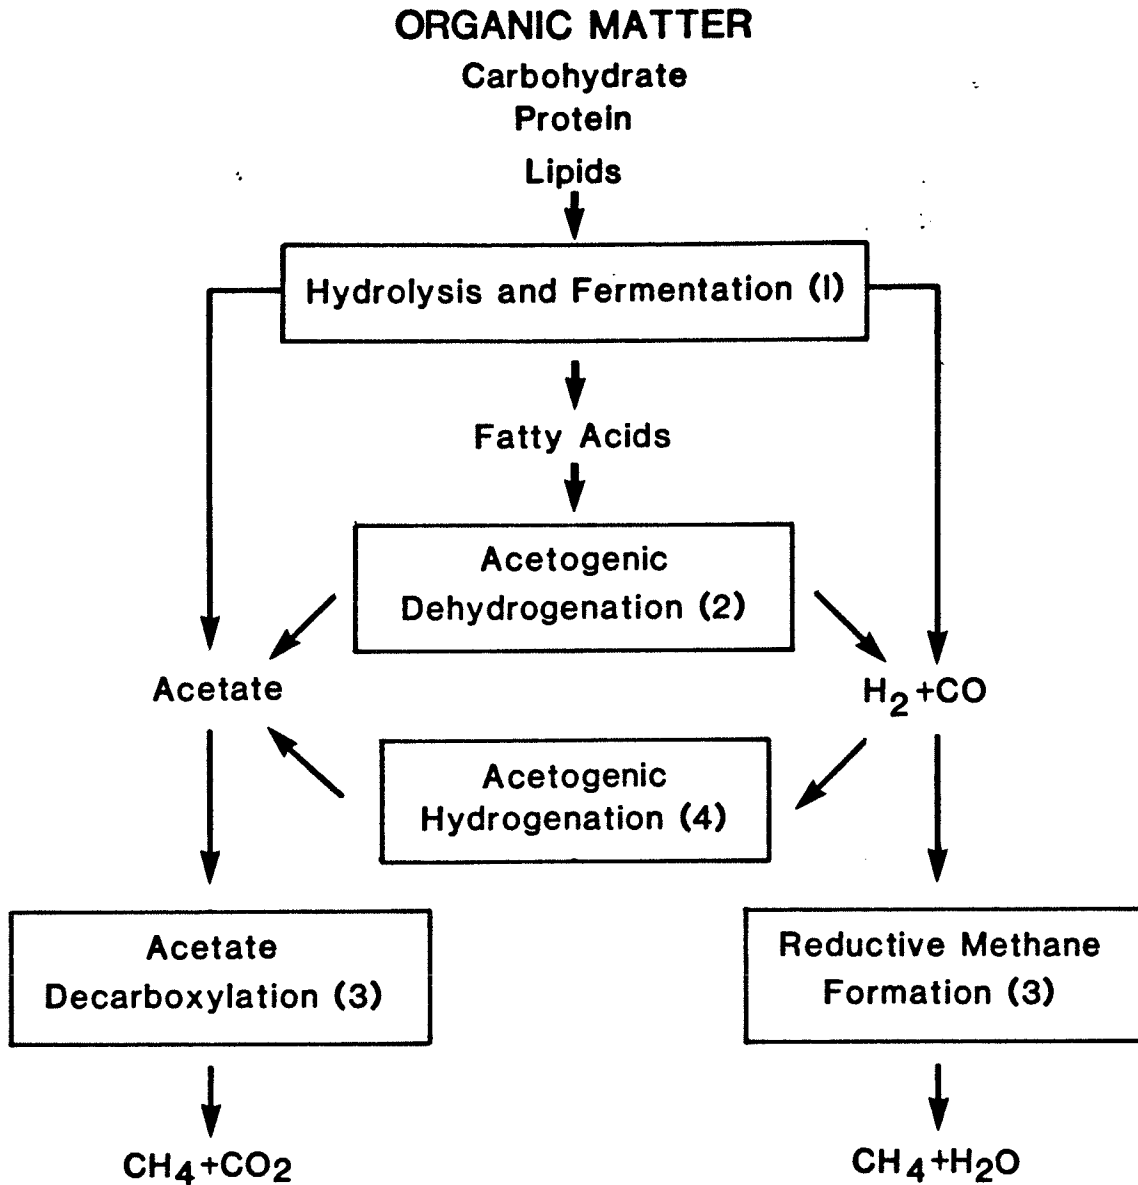 ORGANIC MATTER
Carbohydrate
Protein
Lipids
Hydrolysis and Fermentation (I)
Fatty Acids
Acetogenic
Dehydrogenation (2)
Acetate
H2+CO
Acetogenic
Hydrogenation (4)
Acetate
Decarboxylation (3)
Reductive Methane
Formation (3)
CH4+CO2
CH4+H2O